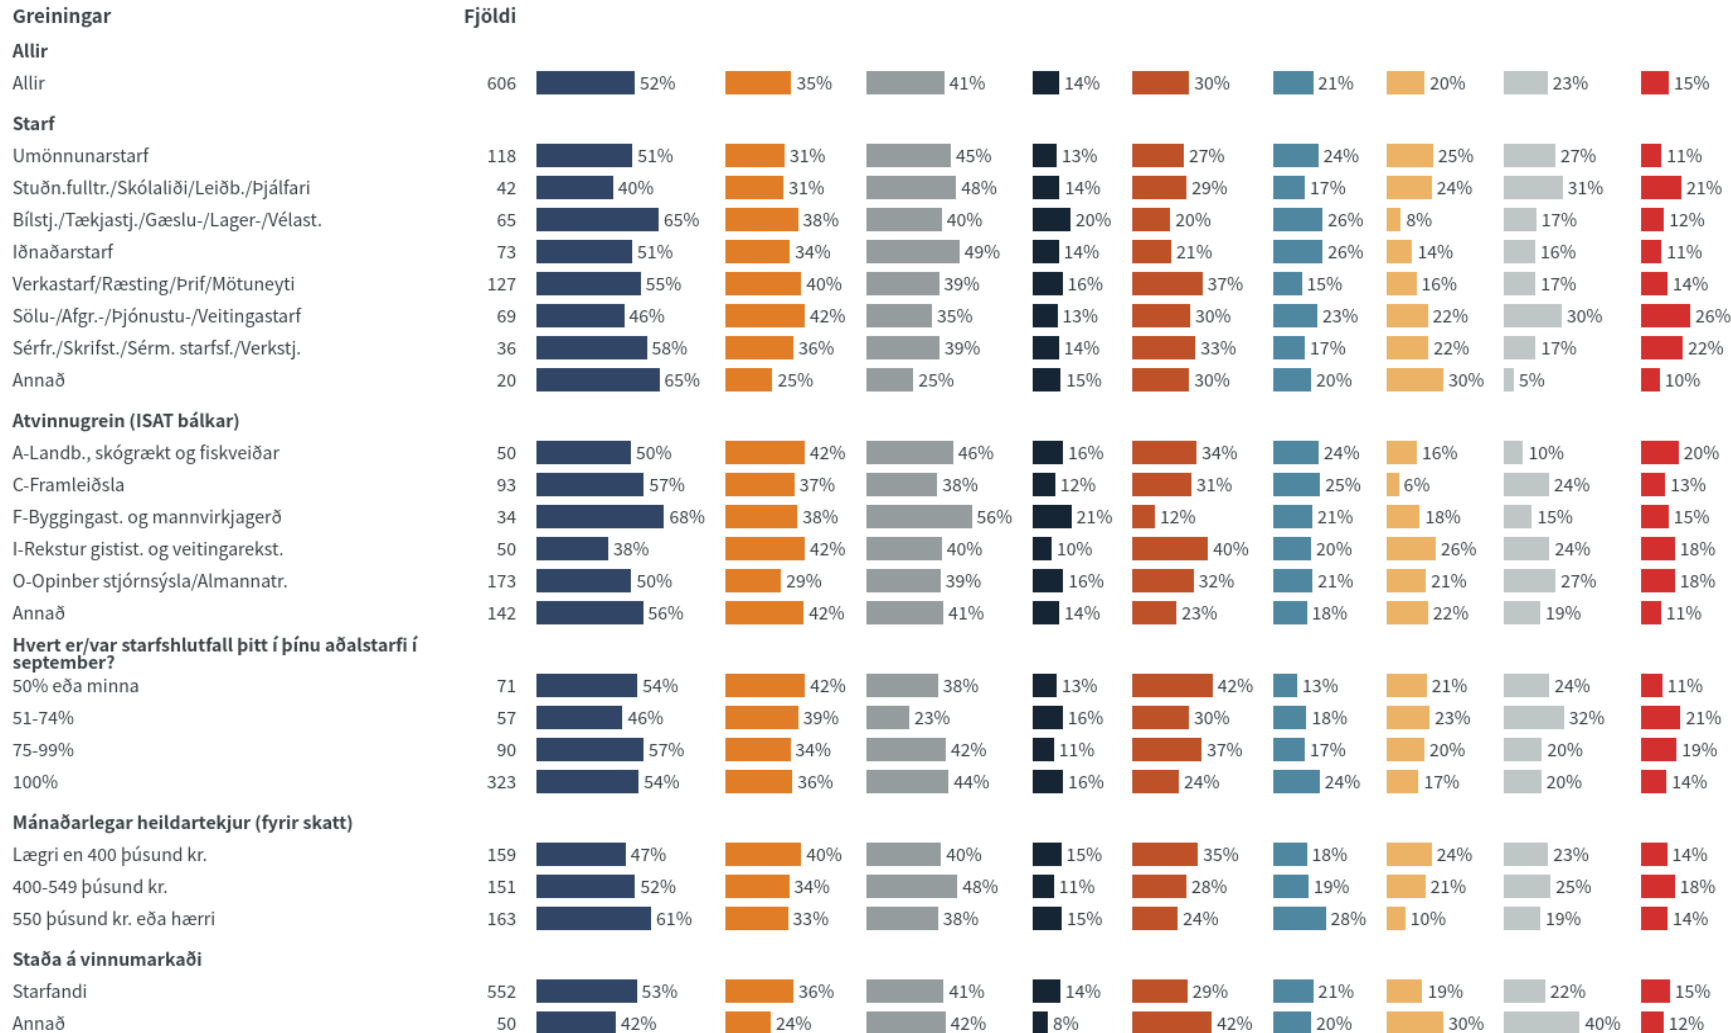 Greiningar Fjöldi
Allir
Allir 606 52% 35% 41% 14% 30% 21% 20% 23% 15%
Starf
Umönnunarstarf 118 51% 31% 45% 13% 27% 24% 25% 27% 11%
Stuðn.fulltr./Skólaliði/Leiðb./Þjálfari 42 40% 31% 48% 14% 29% 17% 24% 31% 21%
Bílstj./Tækjastj./Gæslu-/Lager-/Vélast. 65 65% 38% 40% 20% 20% 26% 8% 17% 12%
Iðnaðarstarf 73 51% 34% 49% 14% 21% 26% 14% 16% 11%
Verkastarf/Ræsting/Þrif/Mötuneyti 127 55% 40% 39% 16% 37% 15% 16% 17% 14%
Sölu-/Afgr.-/Þjónustu-/Veitingastarf 69 46% 42% 35% 13% 30% 23% 22% 30% 26%
Sérfr./Skrifst./Sérm. starfsf./Verkstj. 36 58% 36% 39% 14% 33% 17% 22% 17% 22%
Annað 20 65% 25% 25% 15% 30% 20% 30% 5% 10%
Atvinnugrein (ISAT bálkar)
A-Landb., skógrækt og fiskveiðar 50 50% 42% 46% 16% 34% 24% 16% 10% 20%
C-Framleiðsla 93 57% 37% 38% 12% 31% 25% 6% 24% 13%
F-Byggingast. og mannvirkjagerð 34 68% 38% 56% 21% 12% 21% 18% 15% 15%
I-Rekstur gistist. og veitingarekst. 50 38% 42% 40% 10% 40% 20% 26% 24% 18%
O-Opinber stjórnsýsla/Almannatr. 173 50% 29% 39% 16% 32% 21% 21% 27% 18%
Annað 142 56% 42% 41% 14% 23% 18% 22% 19% 11%
Hvert er/var starfshlutfall þitt í þínu aðalstarfi í
september?
50% eða minna 71 54% 42% 38% 13% 42% 13% 21% 24% 11%
51-74% 57 46% 39% 23% 16% 30% 18% 23% 32% 21%
75-99% 90 57% 34% 42% 11% 37% 17% 20% 20% 19%
100% 323 54% 36% 44% 16% 24% 24% 17% 20% 14%
Mánaðarlegar heildartekjur (fyrir skatt)
Lægri en 400 þúsund kr. 159 47% 40% 40% 15% 35% 18% 24% 23% 14%
400-549 þúsund kr. 151 52% 34% 48% 11% 28% 19% 21% 25% 18%
550 þúsund kr. eða hærri 163 61% 33% 38% 15% 24% 28% 10% 19% 14%
Staða á vinnumarkaði
Starfandi 552 53% 36% 41% 14% 29% 21% 19% 22% 15%
Annað 50 42% 24% 42% 8% 42% 20% 30% 40% 12%